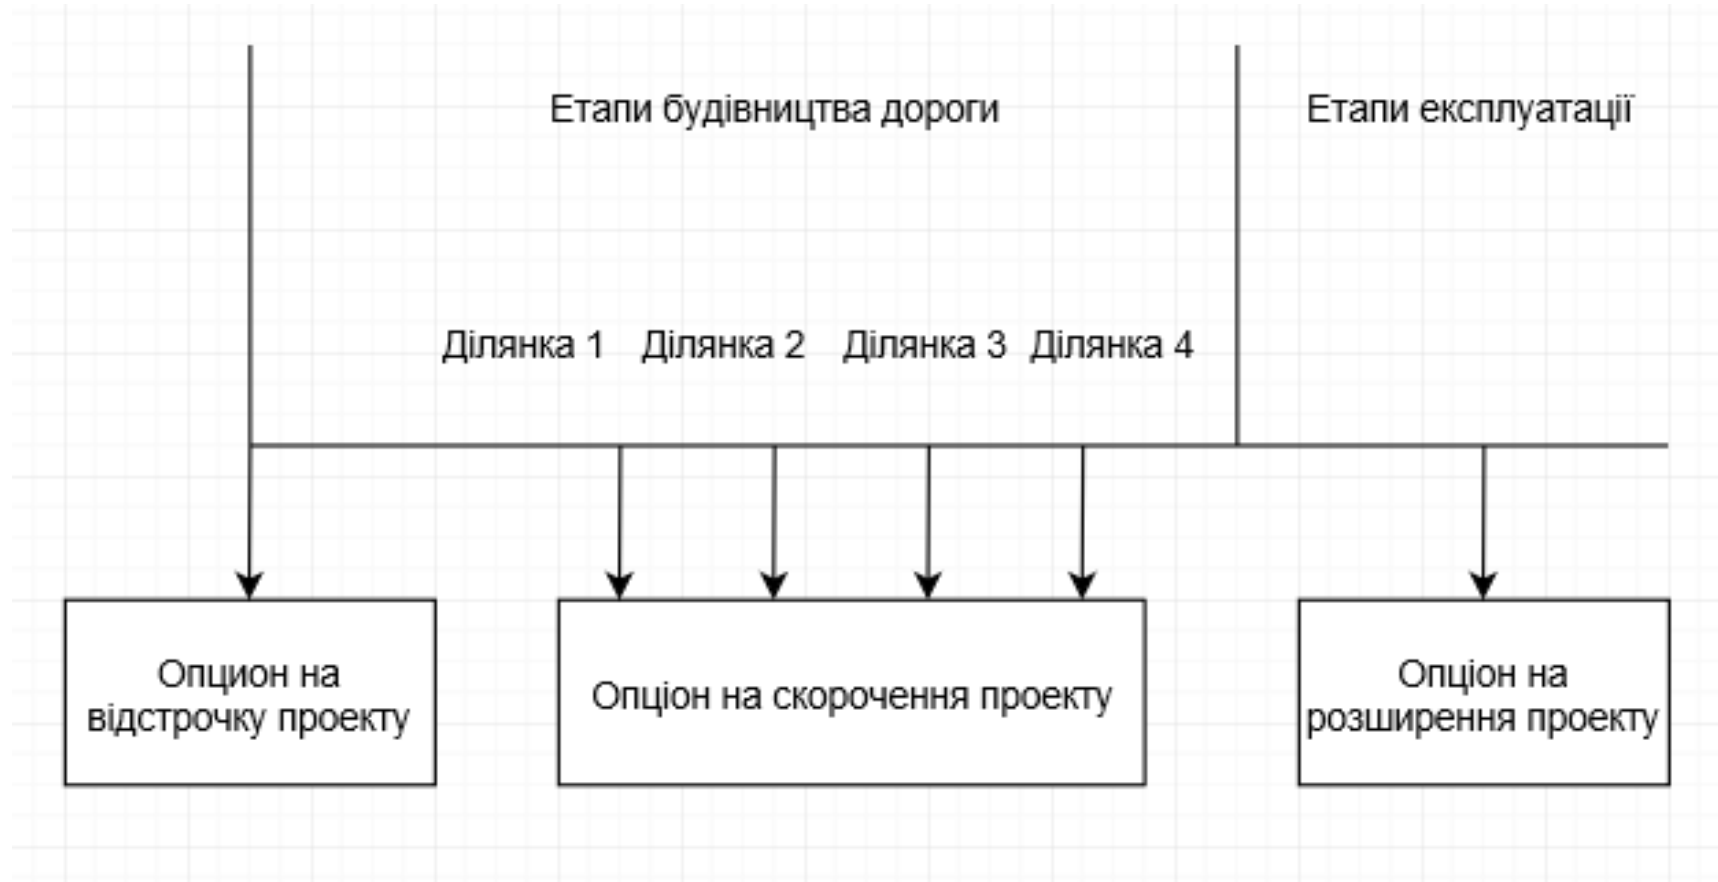 Етапи будівництва дороги
Етапи експлуатації
Ділянка 1
Ділянка 2
Ділянка 3
Ділянка 4
Опцион на
відстрочку проекту
Опціон на скорочення проекту
Опціон на
розширення проекту